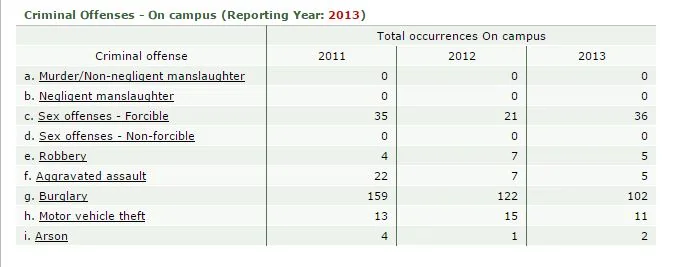 Criminal Offenses - On campus (Reporting Year: 2013)
Total occurrences On campus
Criminal offense 2011 2012 2013
a. Murder/Non-negligent manslaughter 0 0 0
b. Negligent manslaughter 0 0 0
c. Sex offenses - Forcible 35 21 36
d. Sex offenses - Non-forcible 0 0 0
e. Robbery 4 7 5
f. Aggravated assault 22 7 5
g. Burglary 159 122 102
h. Motor vehicle theft 13 15 11
i. Arson 4 1 2